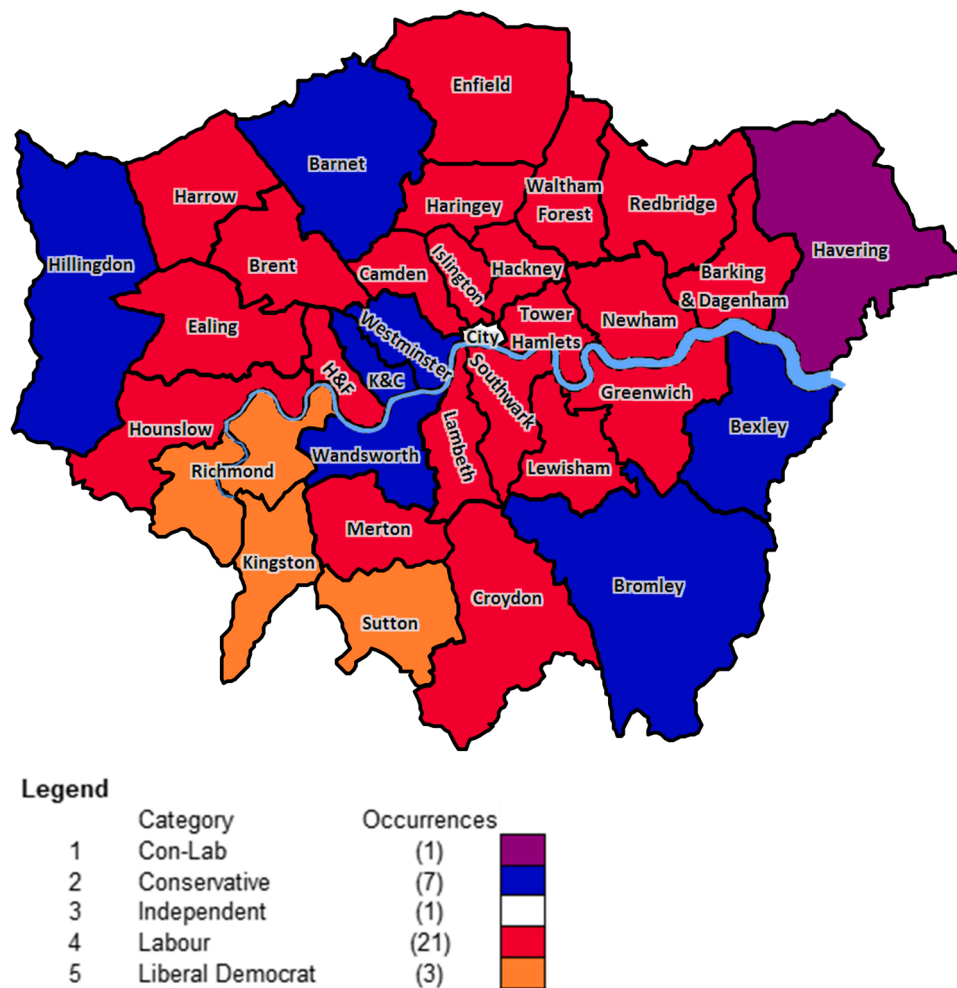 Enfield
Barnet
Harrow
Haringey
Waltham
Forest
Redbridge
Havering
Hillingdon
Brent
Camden
Islington
Hackney
Barking
& Dagenham
Ealing
Westminster
City
Tower
Hamlets
Newham
H&F
K&C
Southwark
Greenwich
Hounslow
Richmond
Wandsworth
Lambeth
Lewisham
Bexley
Merton
Kingston
Sutton
Croydon
Bromley
Legend
Category Occurrences
1 Con-Lab (1)
2 Conservative (7)
3 Independent (1)
4 Labour (21)
5 Liberal Democrat (3)